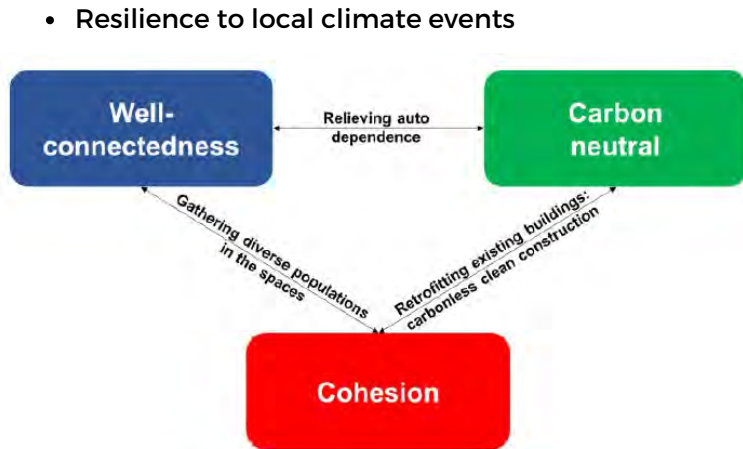 • Resilience to local climate events
Well-
connectedness
Relieving auto
dependence
Carbon
neutral
Gathering diverse populations
in the spaces
Retrofitting existing buildings:
carbonless clean construction
Cohesion